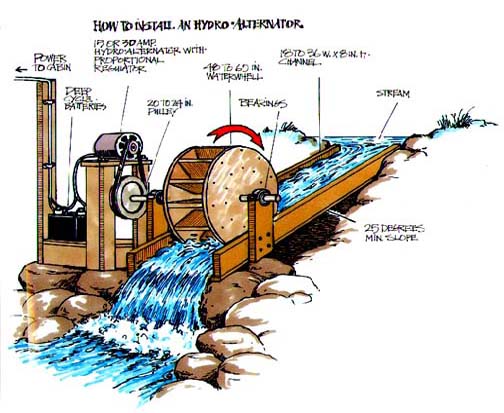 HOW TO INSTALL AN HYDRO-ALTERNATOR
15 OR 30 AMP.
HYDRO-ALTERNATOR WITH
PROPORTIONAL
REGULATOR
POWER
TO CABIN
DEEP
CYCLE
BATTERIES
20 TO 24 IN.
PULLEY
48 TO 65 IN.
WATERWHELL
BEARINGS
18 TO 36 W. X 8 IN. H.
CHANNEL
STREAM
25 DEGREES
MIN. SLOPE